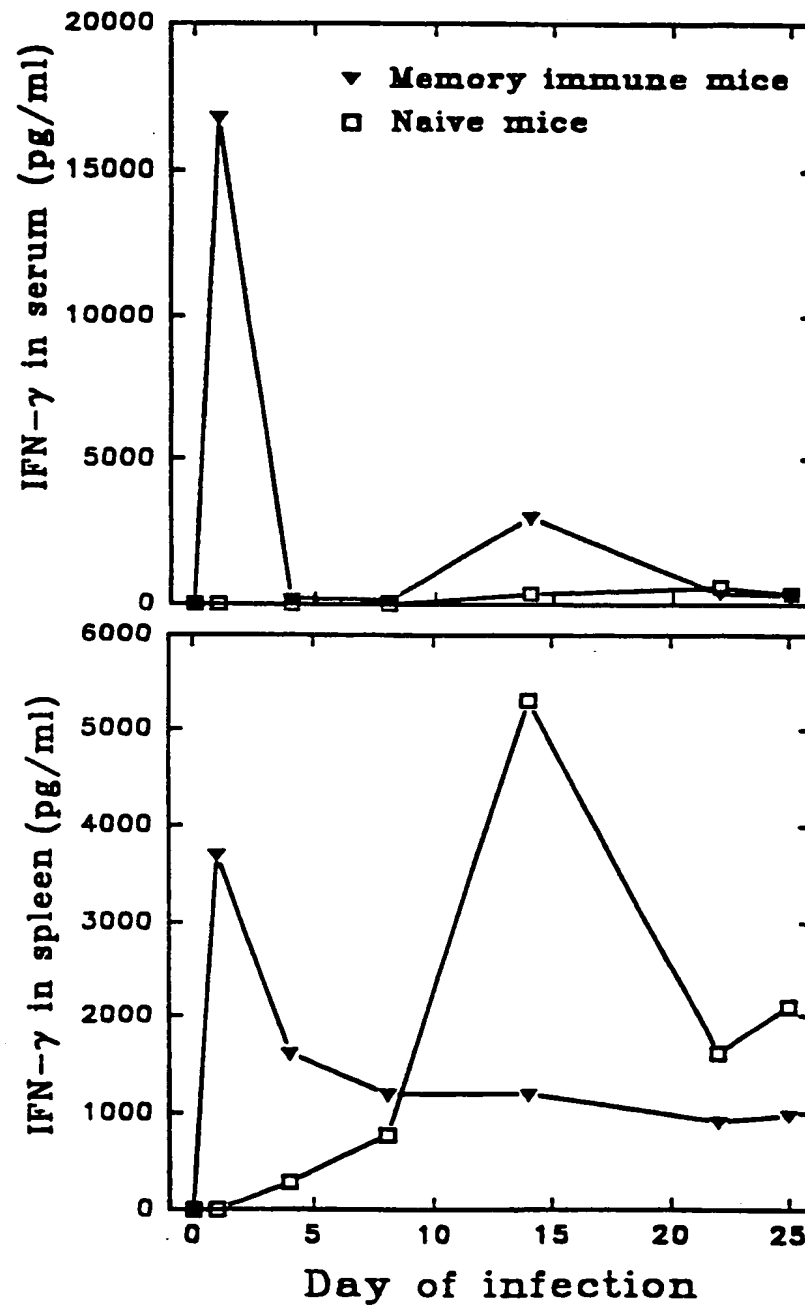 20000
▼ Memory immune mice
□ Naive mice
15000
10000
5000
0
IFN-γ in serum (pg/ml)
6000
5000
4000
3000
2000
1000
0
IFN-γ in spleen (pg/ml)
0 5 10 15 20 25
Day of infection